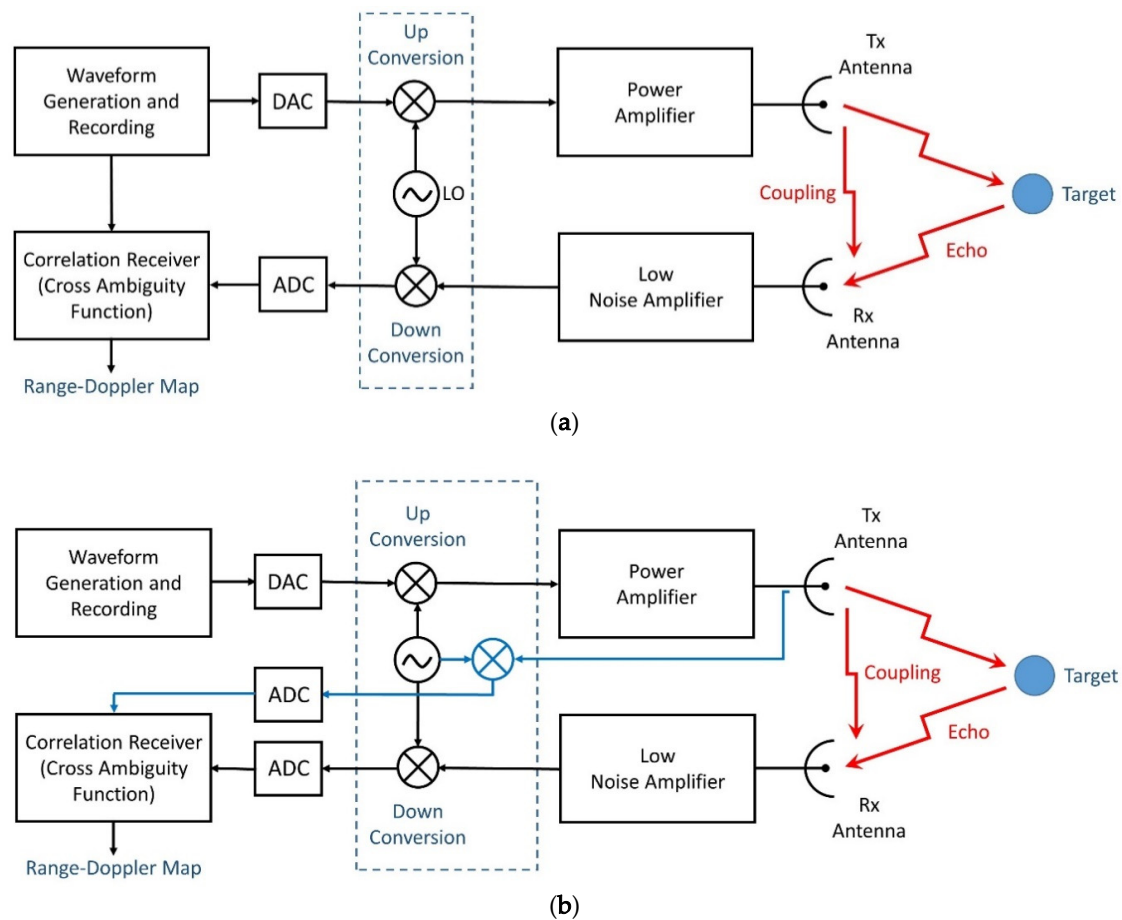 Up
Conversion
Tx
Antenna
Waveform
Generation and
Recording
DAC
Power
Amplifier
LO
Coupling
Target
Echo
Correlation Receiver
(Cross Ambiguity
Function)
ADC
Low
Noise Amplifier
Rx
Antenna
Down
Conversion
Range-Doppler Map
(a)
Up
Conversion
Tx
Antenna
Waveform
Generation and
Recording
DAC
Power
Amplifier
Coupling
Target
ADC
Echo
Correlation Receiver
(Cross Ambiguity
Function)
ADC
Low
Noise Amplifier
Rx
Antenna
Down
Conversion
Range-Doppler Map
(b)